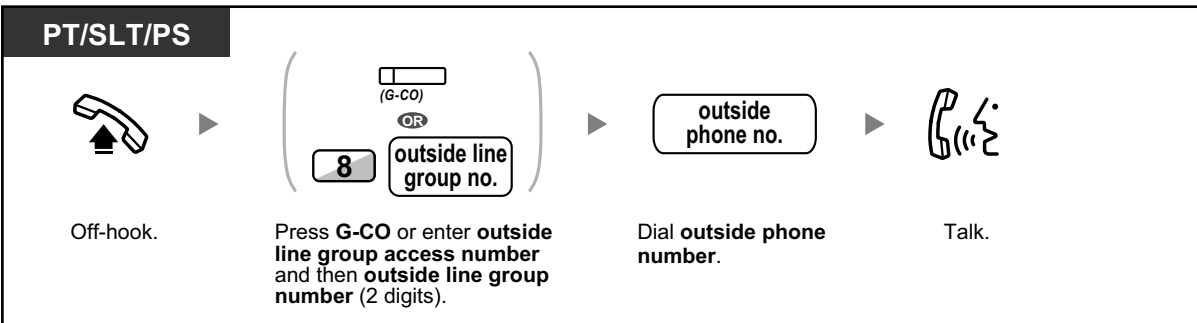 PT/SLT/PS
(G-CO)
OR
8
outside line
group no.
outside
phone no.
Off-hook.
Press G-CO or enter outside
line group access number
and then outside line group
number (2 digits).
Dial outside phone
number.
Talk.